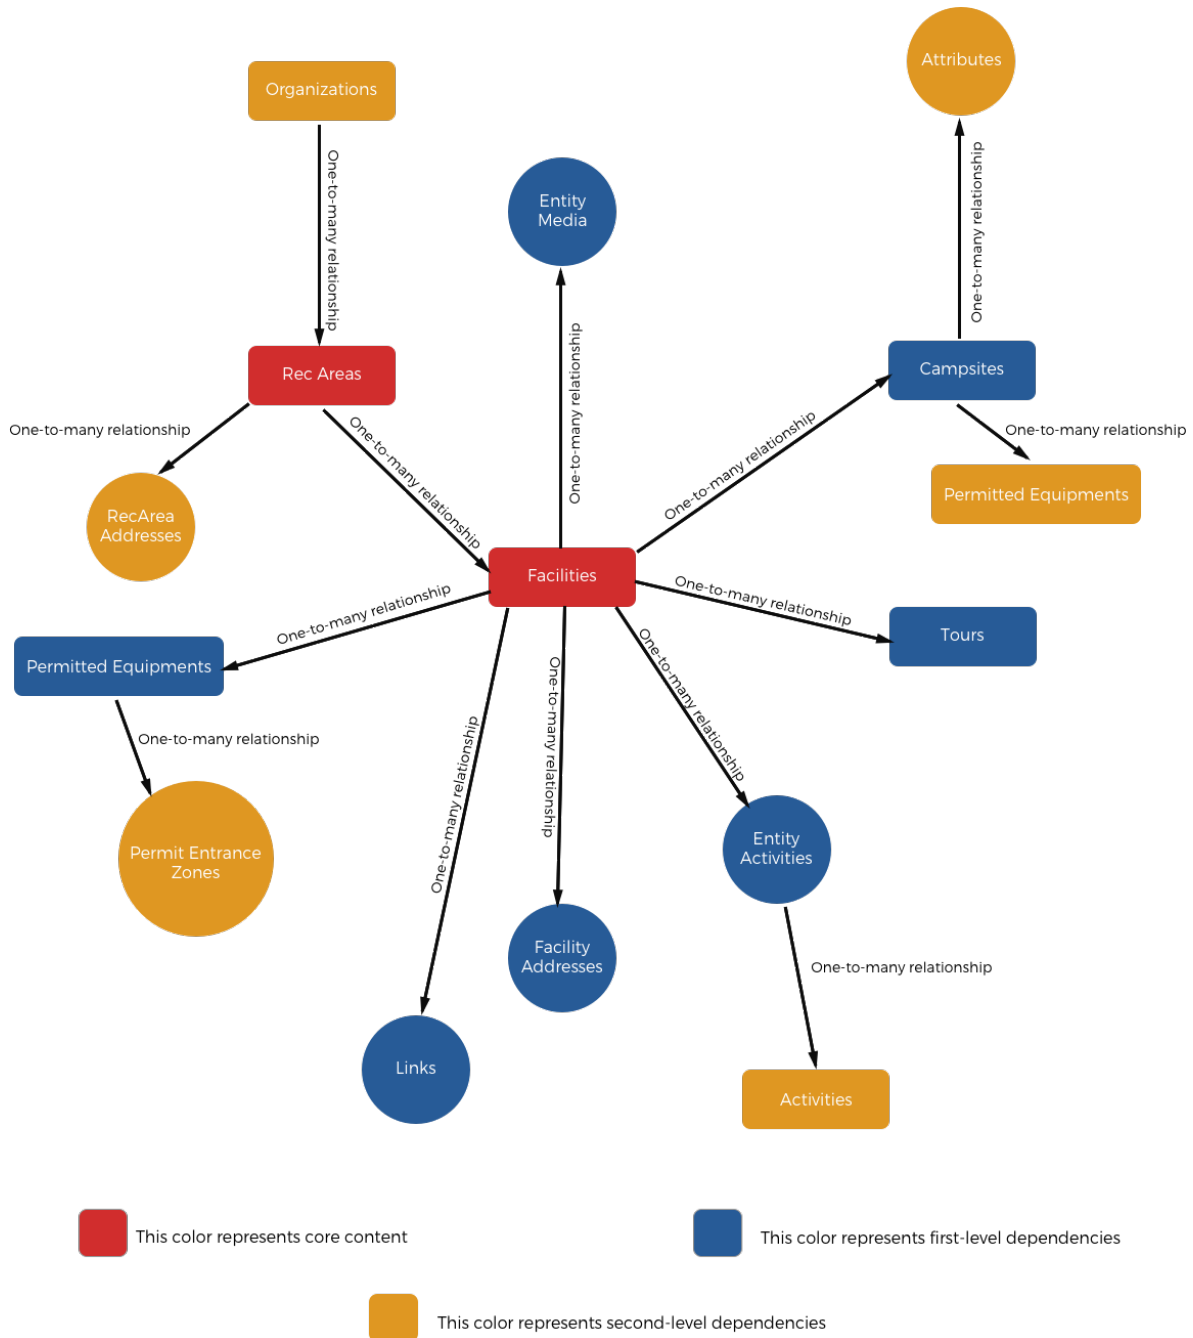 Attributes
Organizations
One-to-many relationship
One-to-many relationship
Entity
Media
One-to-many relationship
Rec Areas
Campsites
One-to-many relationship
One-to-many relationship
One-to-many relationship
One-to-many relationship
Permitted Equipments
RecArea
Addresses
Facilities
One-to-many relationship
One-to-many relationship
Tours
Permitted Equipments
One-to-many relationship
One-to-many relationship
One-to-many relationship
One-to-many relationship
Permit Entrance
Zones
Entity
Activities
Facility
Addresses
One-to-many relationship
Links
Activities
This color represents core content
This color represents first-level dependencies
This color represents second-level dependencies